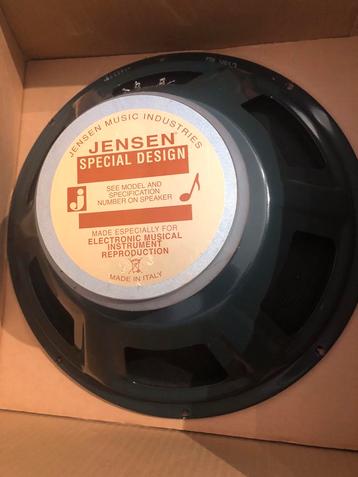 JENSEN MUSIC INDUSTRIES
JENSEN
SPECIAL DESIGN
j
SEE MODEL AND
SPECIFICATION
NUMBER ON SPEAKER
MADE ESPECIALLY FOR
ELECTRONIC MUSICAL
INSTRUMENT
REPRODUCTION
MADE IN ITALY